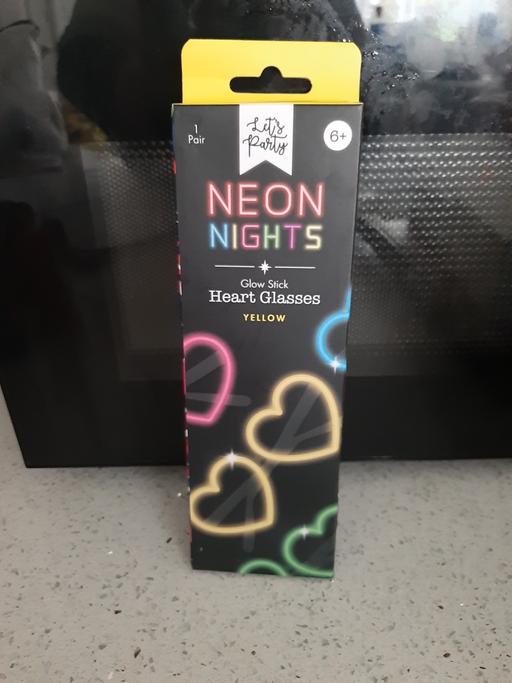 1
Pair
Let's
Party
6+
NEON
NIGHTS
Glow Stick
Heart Glasses
YELLOW